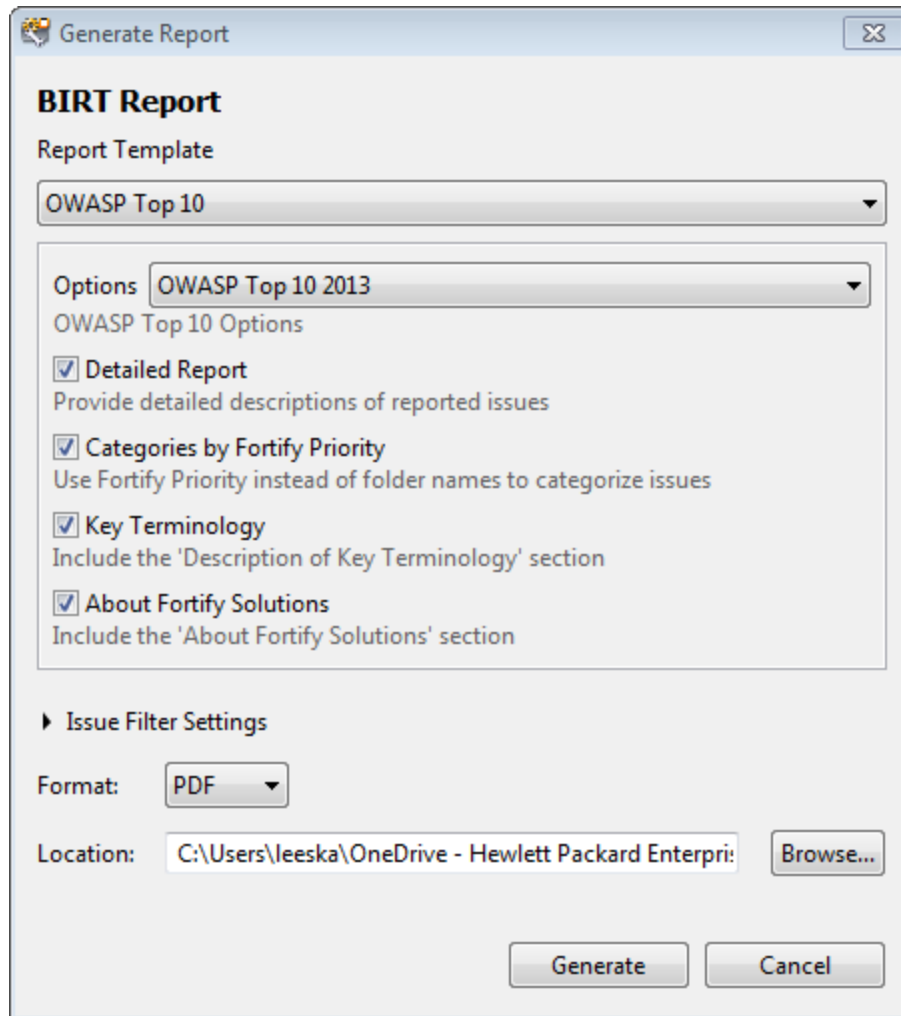 Generate Report
BIRT Report
Report Template
OWASP Top 10
Options OWASP Top 10 2013
OWASP Top 10 Options
Detailed Report
Provide detailed descriptions of reported issues
Categories by Fortify Priority
Use Fortify Priority instead of folder names to categorize issues
Key Terminology
Include the 'Description of Key Terminology' section
About Fortify Solutions
Include the 'About Fortify Solutions' section
Issue Filter Settings
Format: PDF
Location: C:\Users\leeska\OneDrive - Hewlett Packard Enterpri Browse...
Generate Cancel